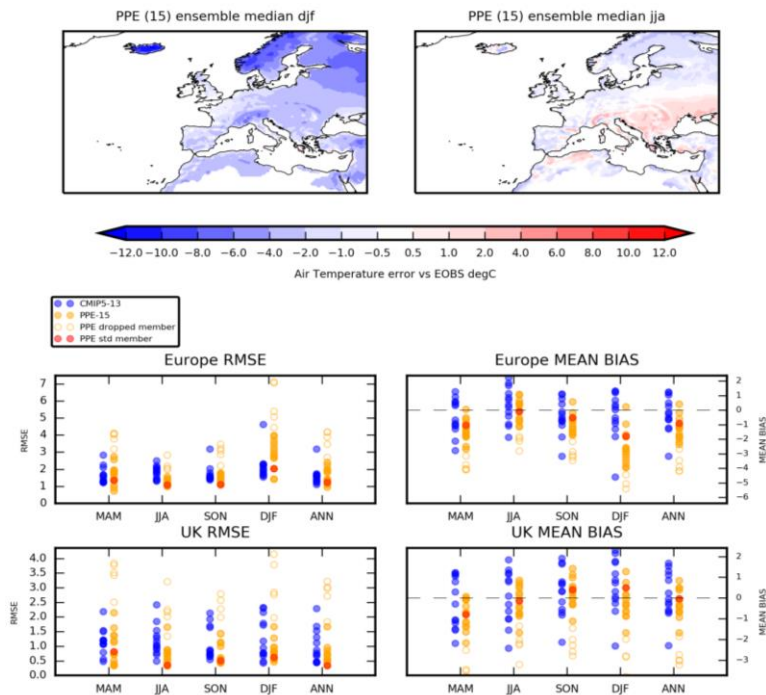 PPE (15) ensemble median djf
PPE (15) ensemble median jja
−12.0 −10.0 −8.0 −6.0 −4.0 −2.0 −1.0 −0.5 0.5 1.0 2.0 4.0 6.0 8.0 10.0 12.0
Air Temperature error vs EOBS degC
CMIP5-13
PPE-15
PPE dropped member
PPE std member
Europe RMSE
7
6
5
4
3
2
1
0
RMSE
MAM JJA SON DJF ANN
Europe MEAN BIAS
2
1
0
−1
−2
−3
−4
−5
−6
MEAN BIAS
MAM JJA SON DJF ANN
UK RMSE
4.0
3.5
3.0
2.5
2.0
1.5
1.0
0.5
0.0
RMSE
MAM JJA SON DJF ANN
UK MEAN BIAS
2
1
0
−1
−2
−3
MEAN BIAS
MAM JJA SON DJF ANN